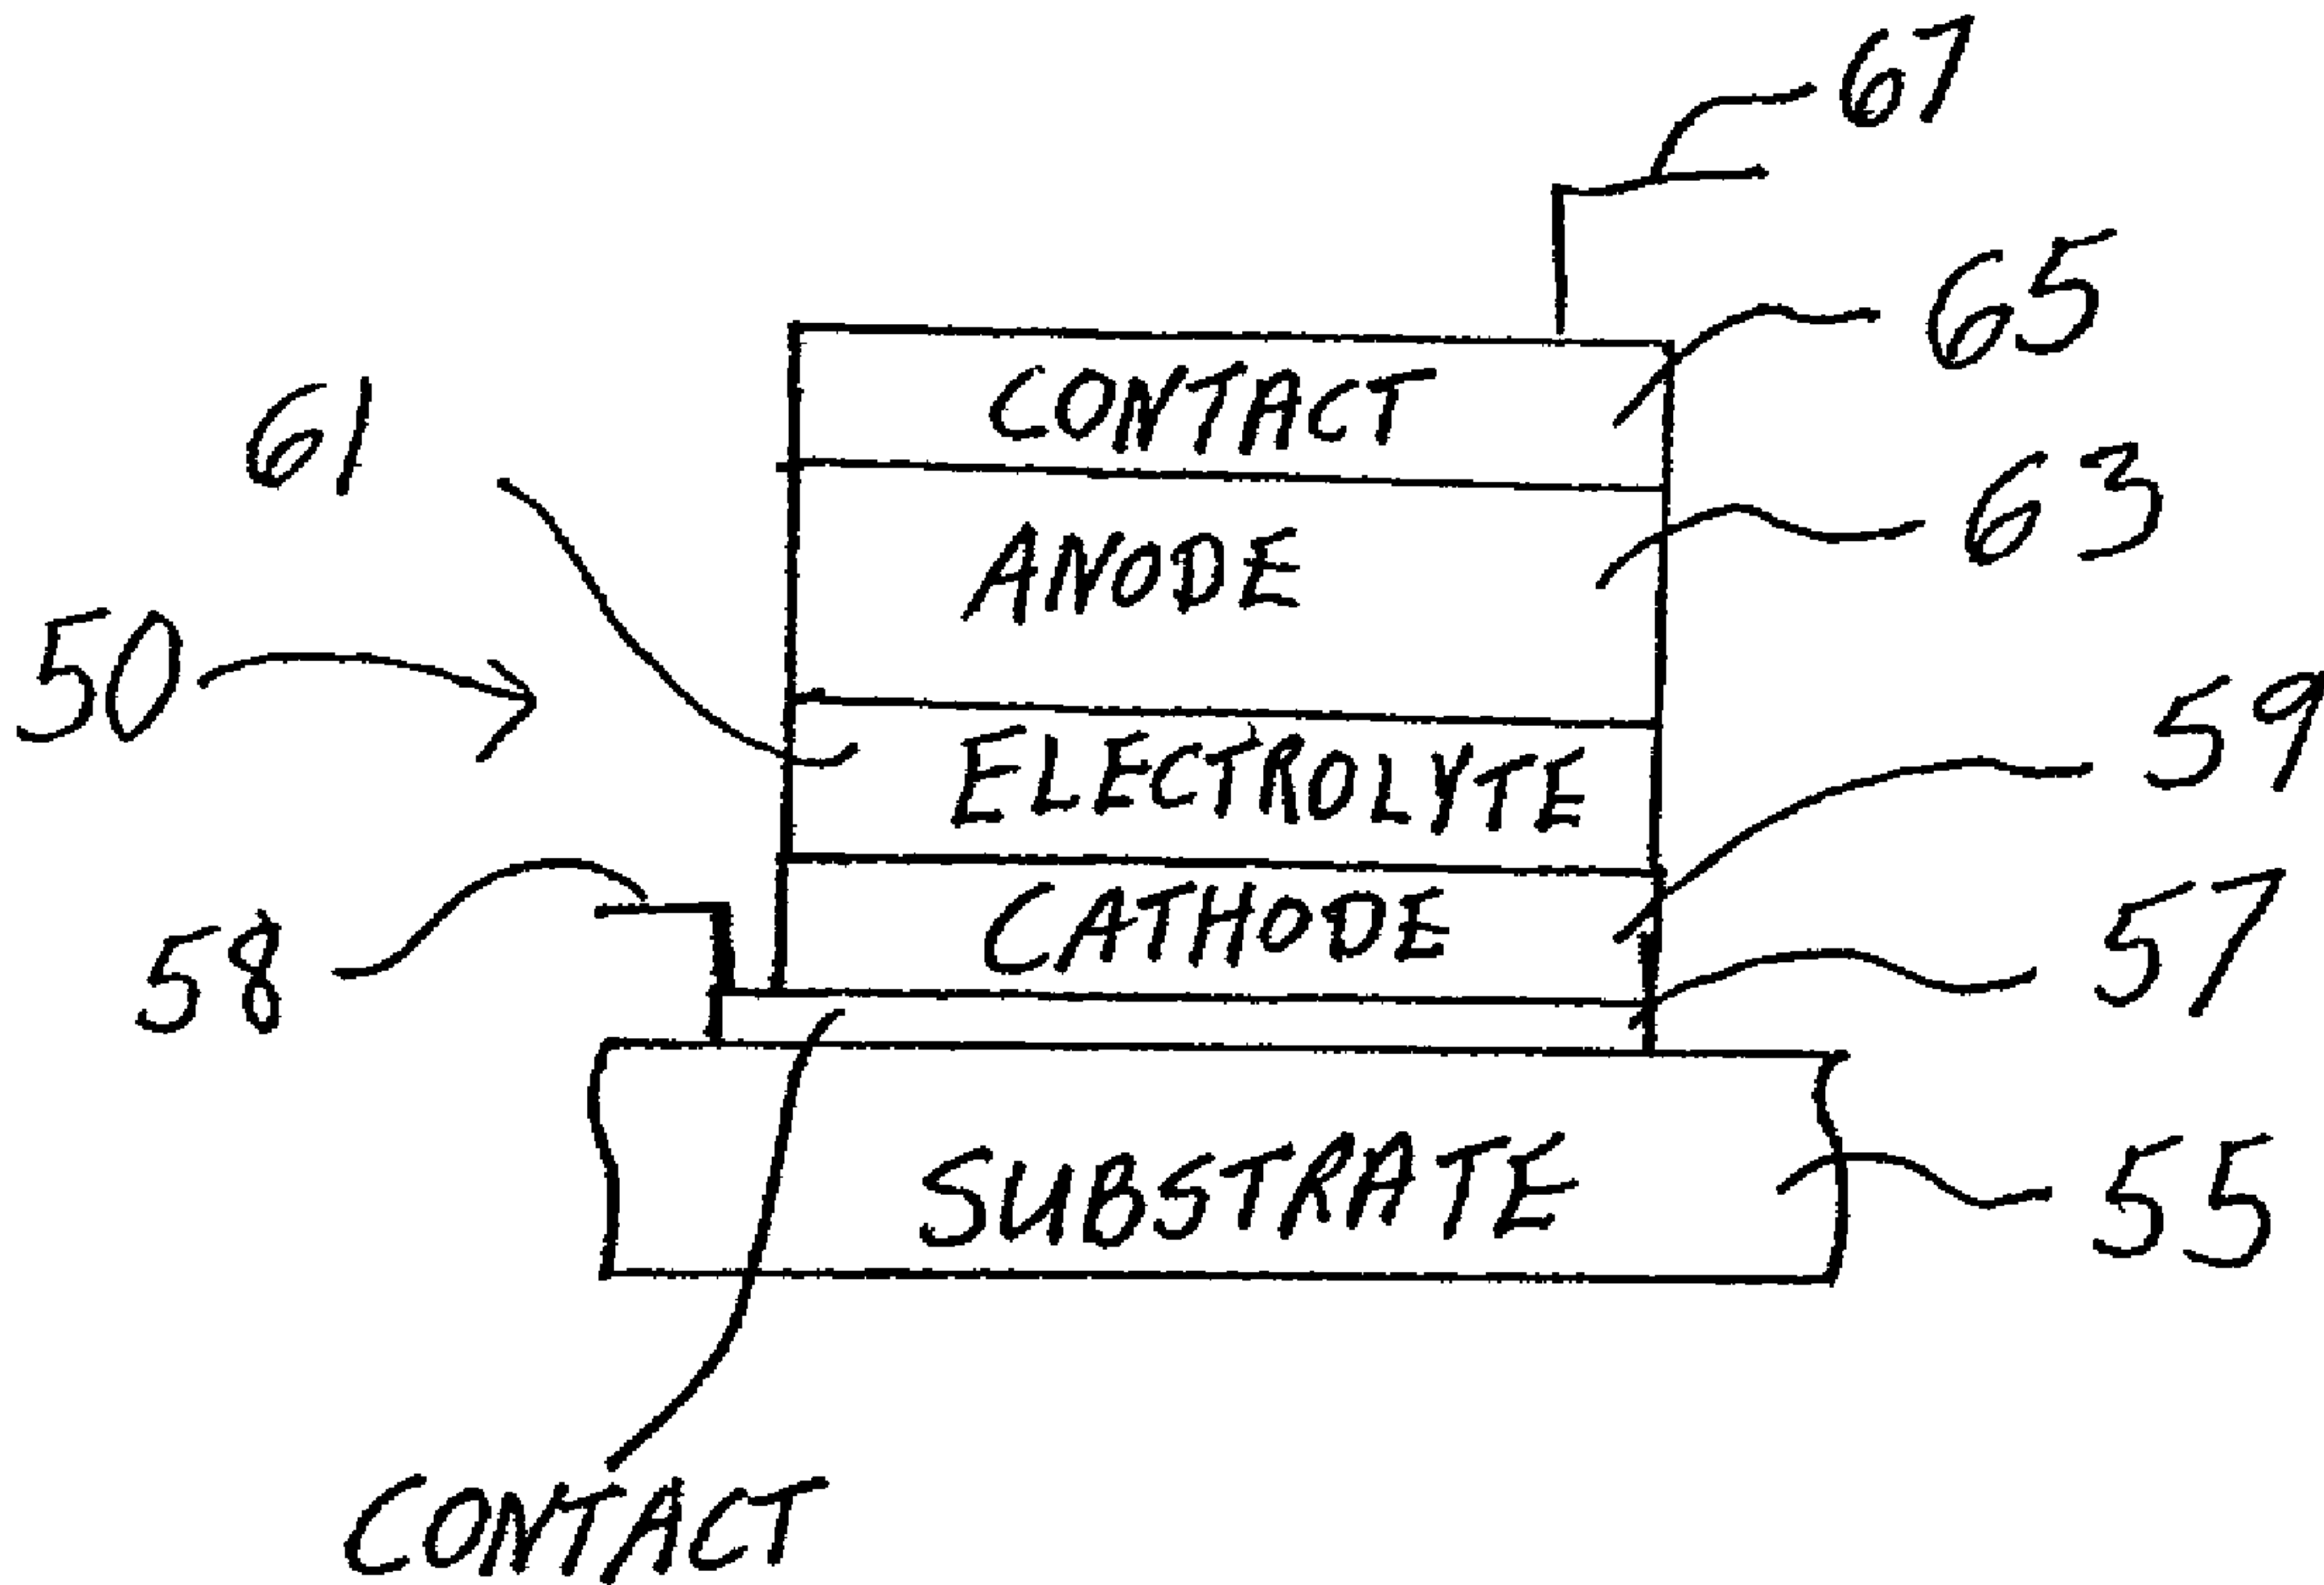 67
65
CONTACT
61
63
ANODE
50
59
ELECTROLYTE
CATHODE
57
58
55
SUBSTRATE
CONTACT